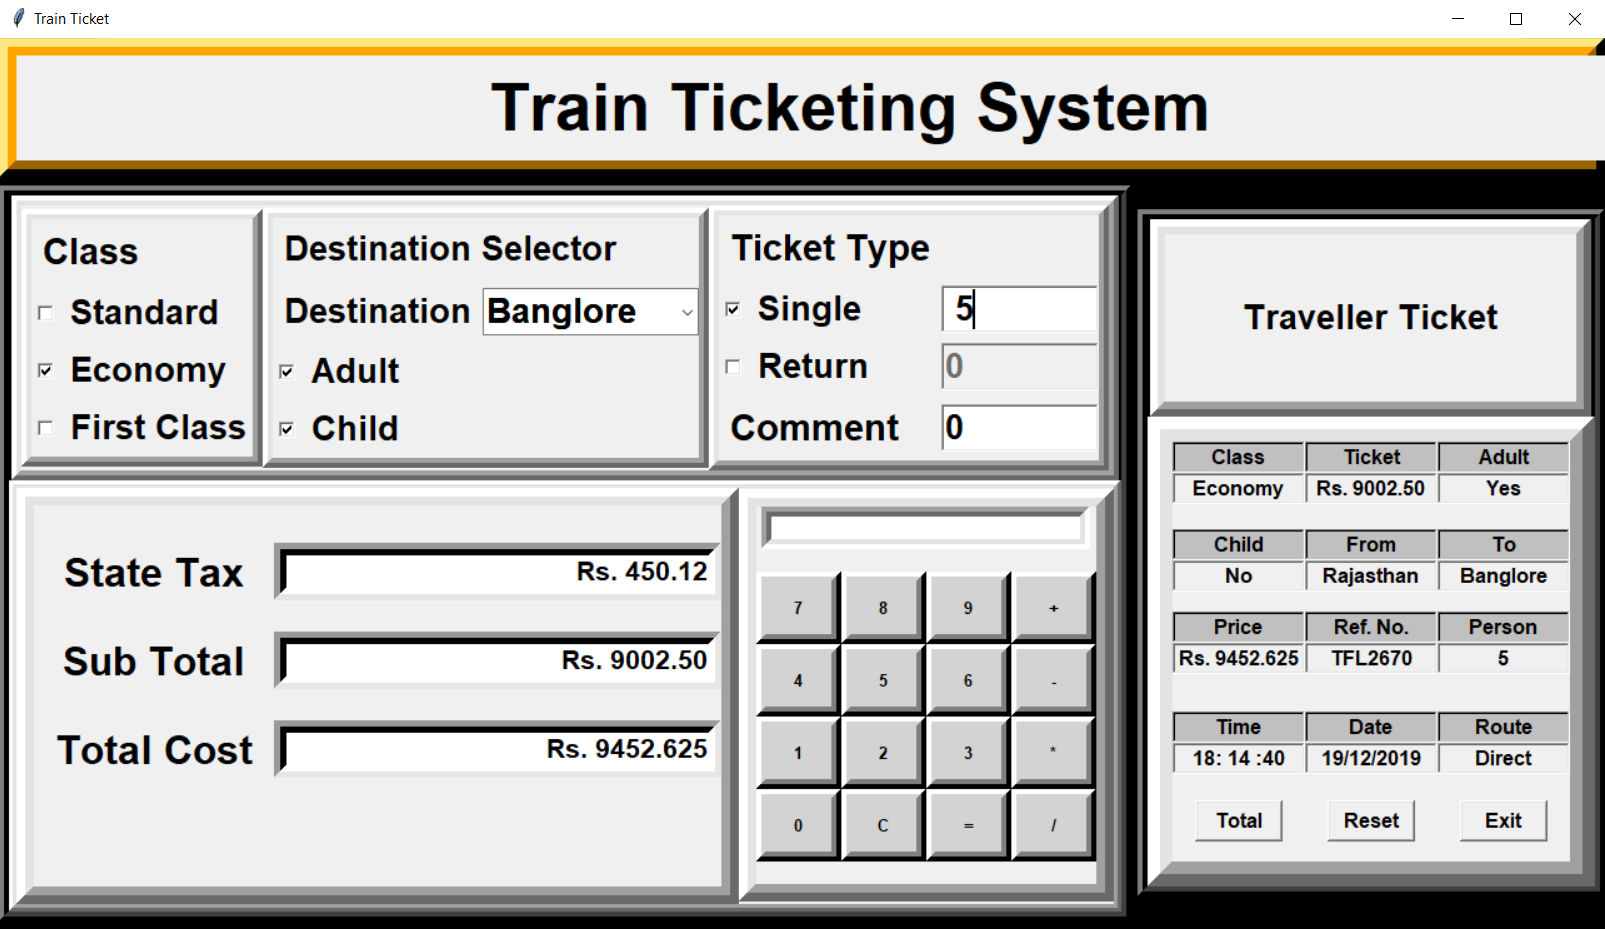 Train Ticket
Train Ticketing System
Class
Standard
Economy
First Class
Destination Selector
Destination Banglore
Adult
Child
Ticket Type
Single 5
Return 0
Comment 0
State Tax Rs. 450.12
Sub Total Rs. 9002.50
Total Cost Rs. 9452.625
7 8 9 +
4 5 6 -
1 2 3 *
0 C = /
Traveller Ticket
Class Ticket Adult
Economy Rs. 9002.50 Yes
Child From To
No Rajasthan Banglore
Price Ref. No. Person
Rs. 9452.625 TFL2670 5
Time Date Route
18: 14 :40 19/12/2019 Direct
Total Reset Exit